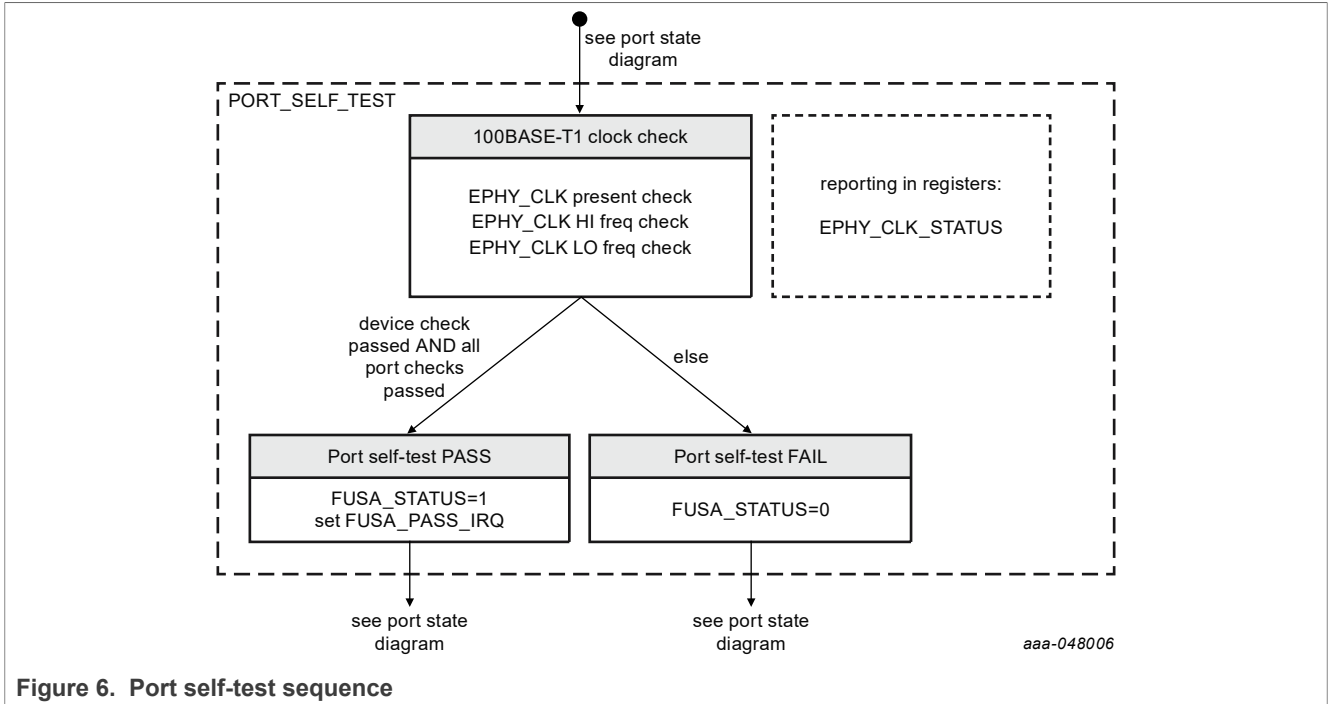 see port state
diagram
PORT_SELF_TEST
100BASE-T1 clock check
EPHY_CLK present check
EPHY_CLK HI freq check
EPHY_CLK LO freq check
reporting in registers:
EPHY_CLK_STATUS
device check
passed AND all
port checks
passed
else
Port self-test PASS
FUSA_STATUS=1
set FUSA_PASS_IRQ
Port self-test FAIL
FUSA_STATUS=0
see port state
diagram
see port state
diagram
aaa-048006
Figure 6. Port self-test sequence